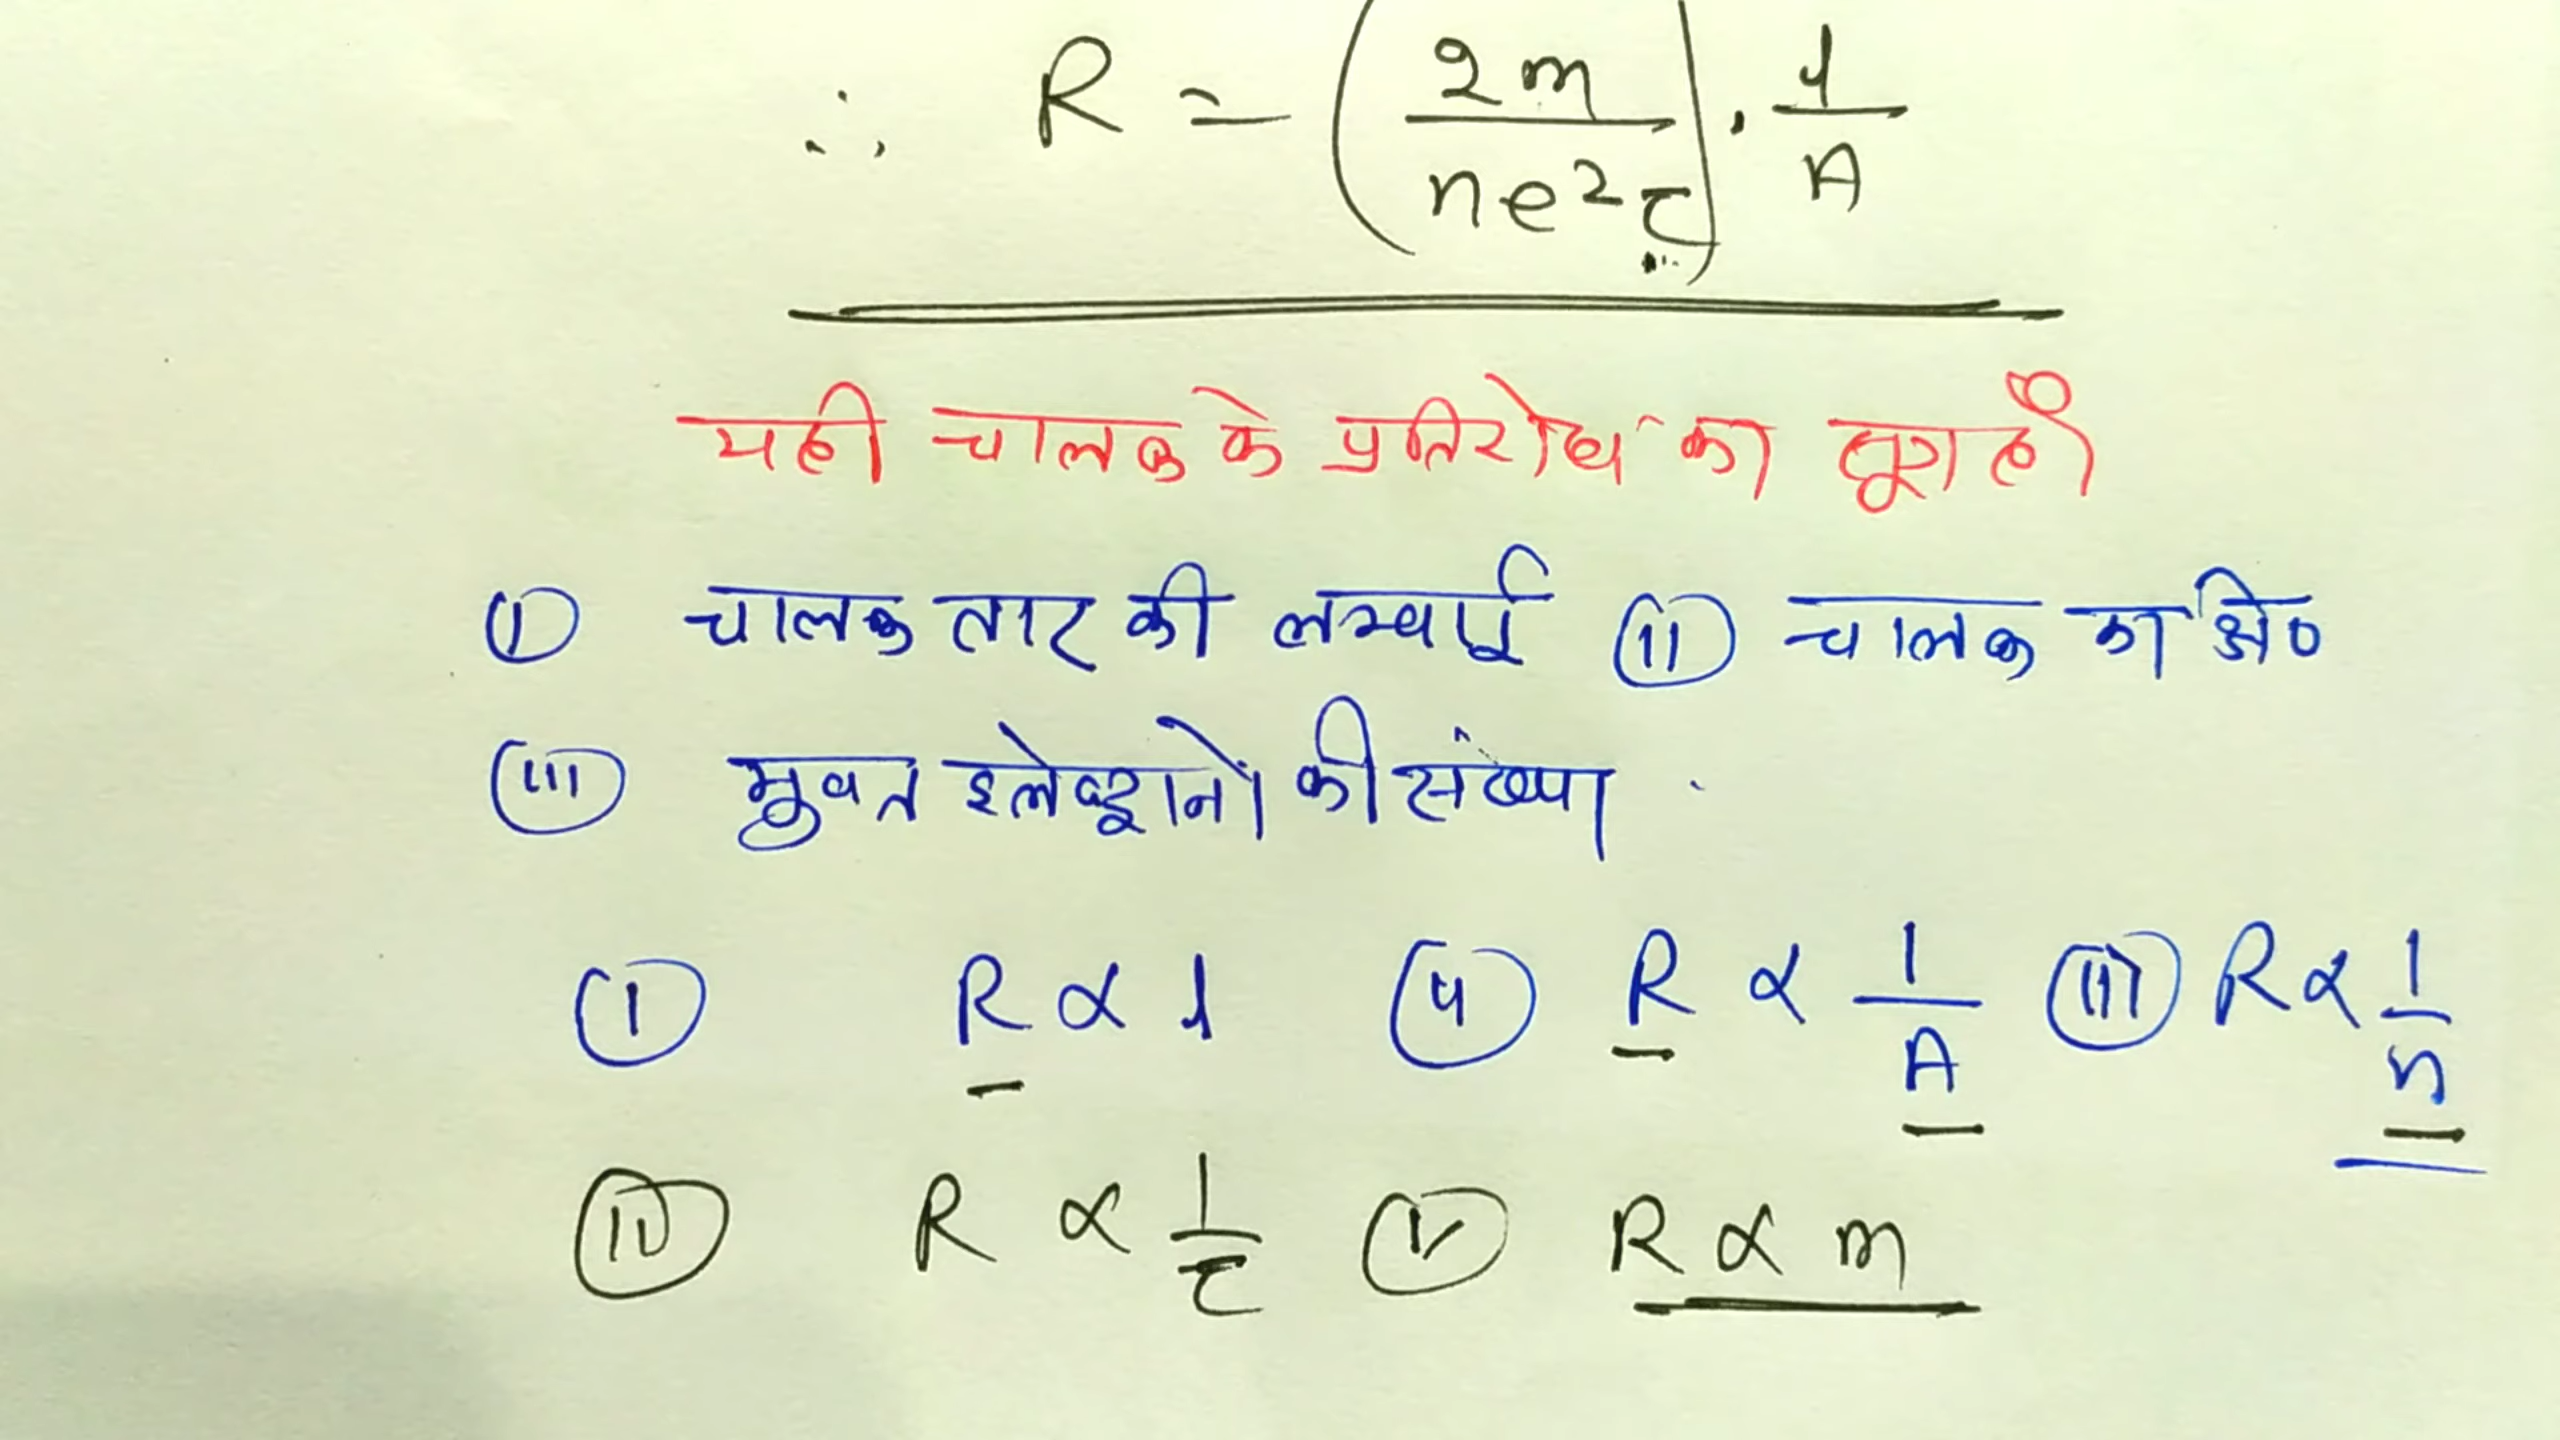 ∴ R = (2m / ne²τ) . l/A
यही चालक के प्रतिरोध का सूत्र है
(i) चालक तार की लम्बाई (ii) चालक का क्षे०
(iii) मुक्त इलेक्ट्रानों की संख्या
(i) R ∝ l (ii) R ∝ 1/A (iii) R ∝ 1/n
(iv) R ∝ 1/τ (v) R ∝ m